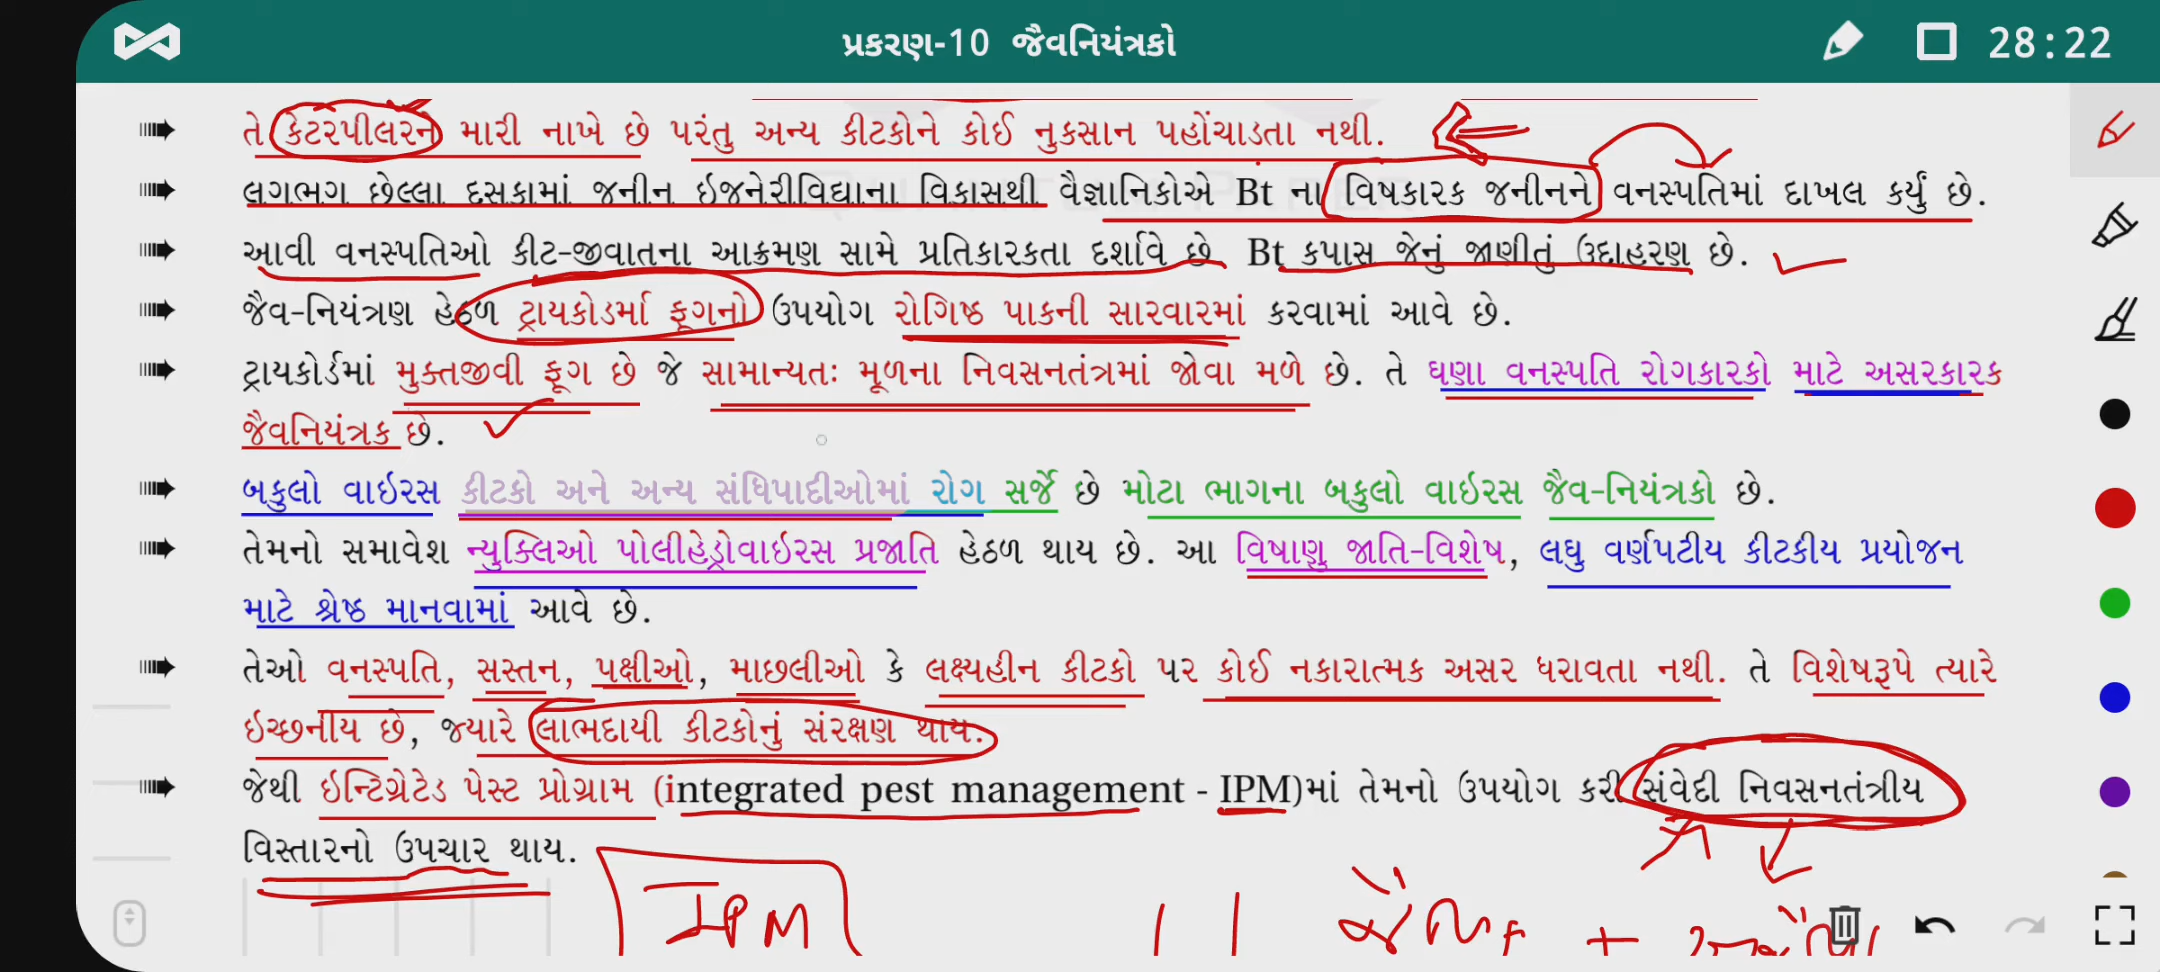 પ્રકરણ-10 જૈવનિયંત્રકો
28:22
તે કેટરપીલરને મારી નાખે છે પરંતુ અન્ય કીટકોને કોઈ નુકસાન પહોંચાડતા નથી.
લગભગ છેલ્લા દસકામાં જનીન ઇજનેરીવિદ્યાના વિકાસથી વૈજ્ઞાનિકોએ Bt ના વિષકારક જનીનને વનસ્પતિમાં દાખલ કર્યું છે.
આવી વનસ્પતિઓ કીટ-જીવાતના આક્રમણ સામે પ્રતિકારકતા દર્શાવે છે. Bt કપાસ જેનું જાણીતું ઉદાહરણ છે.
જૈવ-નિયંત્રણ હેઠળ ટ્રાયકોડર્મા ફૂગનો ઉપયોગ રોગિષ્ઠ પાકની સારવારમાં કરવામાં આવે છે.
ટ્રાયકોર્ડમાં મુક્તજીવી ફૂગ છે જે સામાન્યતઃ મૂળના નિવસનતંત્રમાં જોવા મળે છે. તે ઘણા વનસ્પતિ રોગકારકો માટે અસરકારક
જૈવનિયંત્રક છે.
બકુલો વાઇરસ કીટકો અને અન્ય સંધિપાદીઓમાં રોગ સર્જે છે મોટા ભાગના બકુલો વાઇરસ જૈવ-નિયંત્રકો છે.
તેમનો સમાવેશ ન્યુક્લિઓ પોલીહેડ્રોવાઇરસ પ્રજાતિ હેઠળ થાય છે. આ વિષાણુ જાતિ-વિશેષ, લઘુ વર્ણપટીય કીટકીય પ્રયોજન
માટે શ્રેષ્ઠ માનવામાં આવે છે.
તેઓ વનસ્પતિ, સસ્તન, પક્ષીઓ, માછલીઓ કે લક્ષ્યહીન કીટકો પર કોઈ નકારાત્મક અસર ધરાવતા નથી. તે વિશેષરૂપે ત્યારે
ઇચ્છનીય છે, જ્યારે લાભદાયી કીટકોનું સંરક્ષણ થાય.
જેથી ઇન્ટિગ્રેટેડ પેસ્ટ પ્રોગ્રામ (integrated pest management - IPM)માં તેમનો ઉપયોગ કરી સંવેદી નિવસનતંત્રીય
વિસ્તારનો ઉપચાર થાય.
IPM